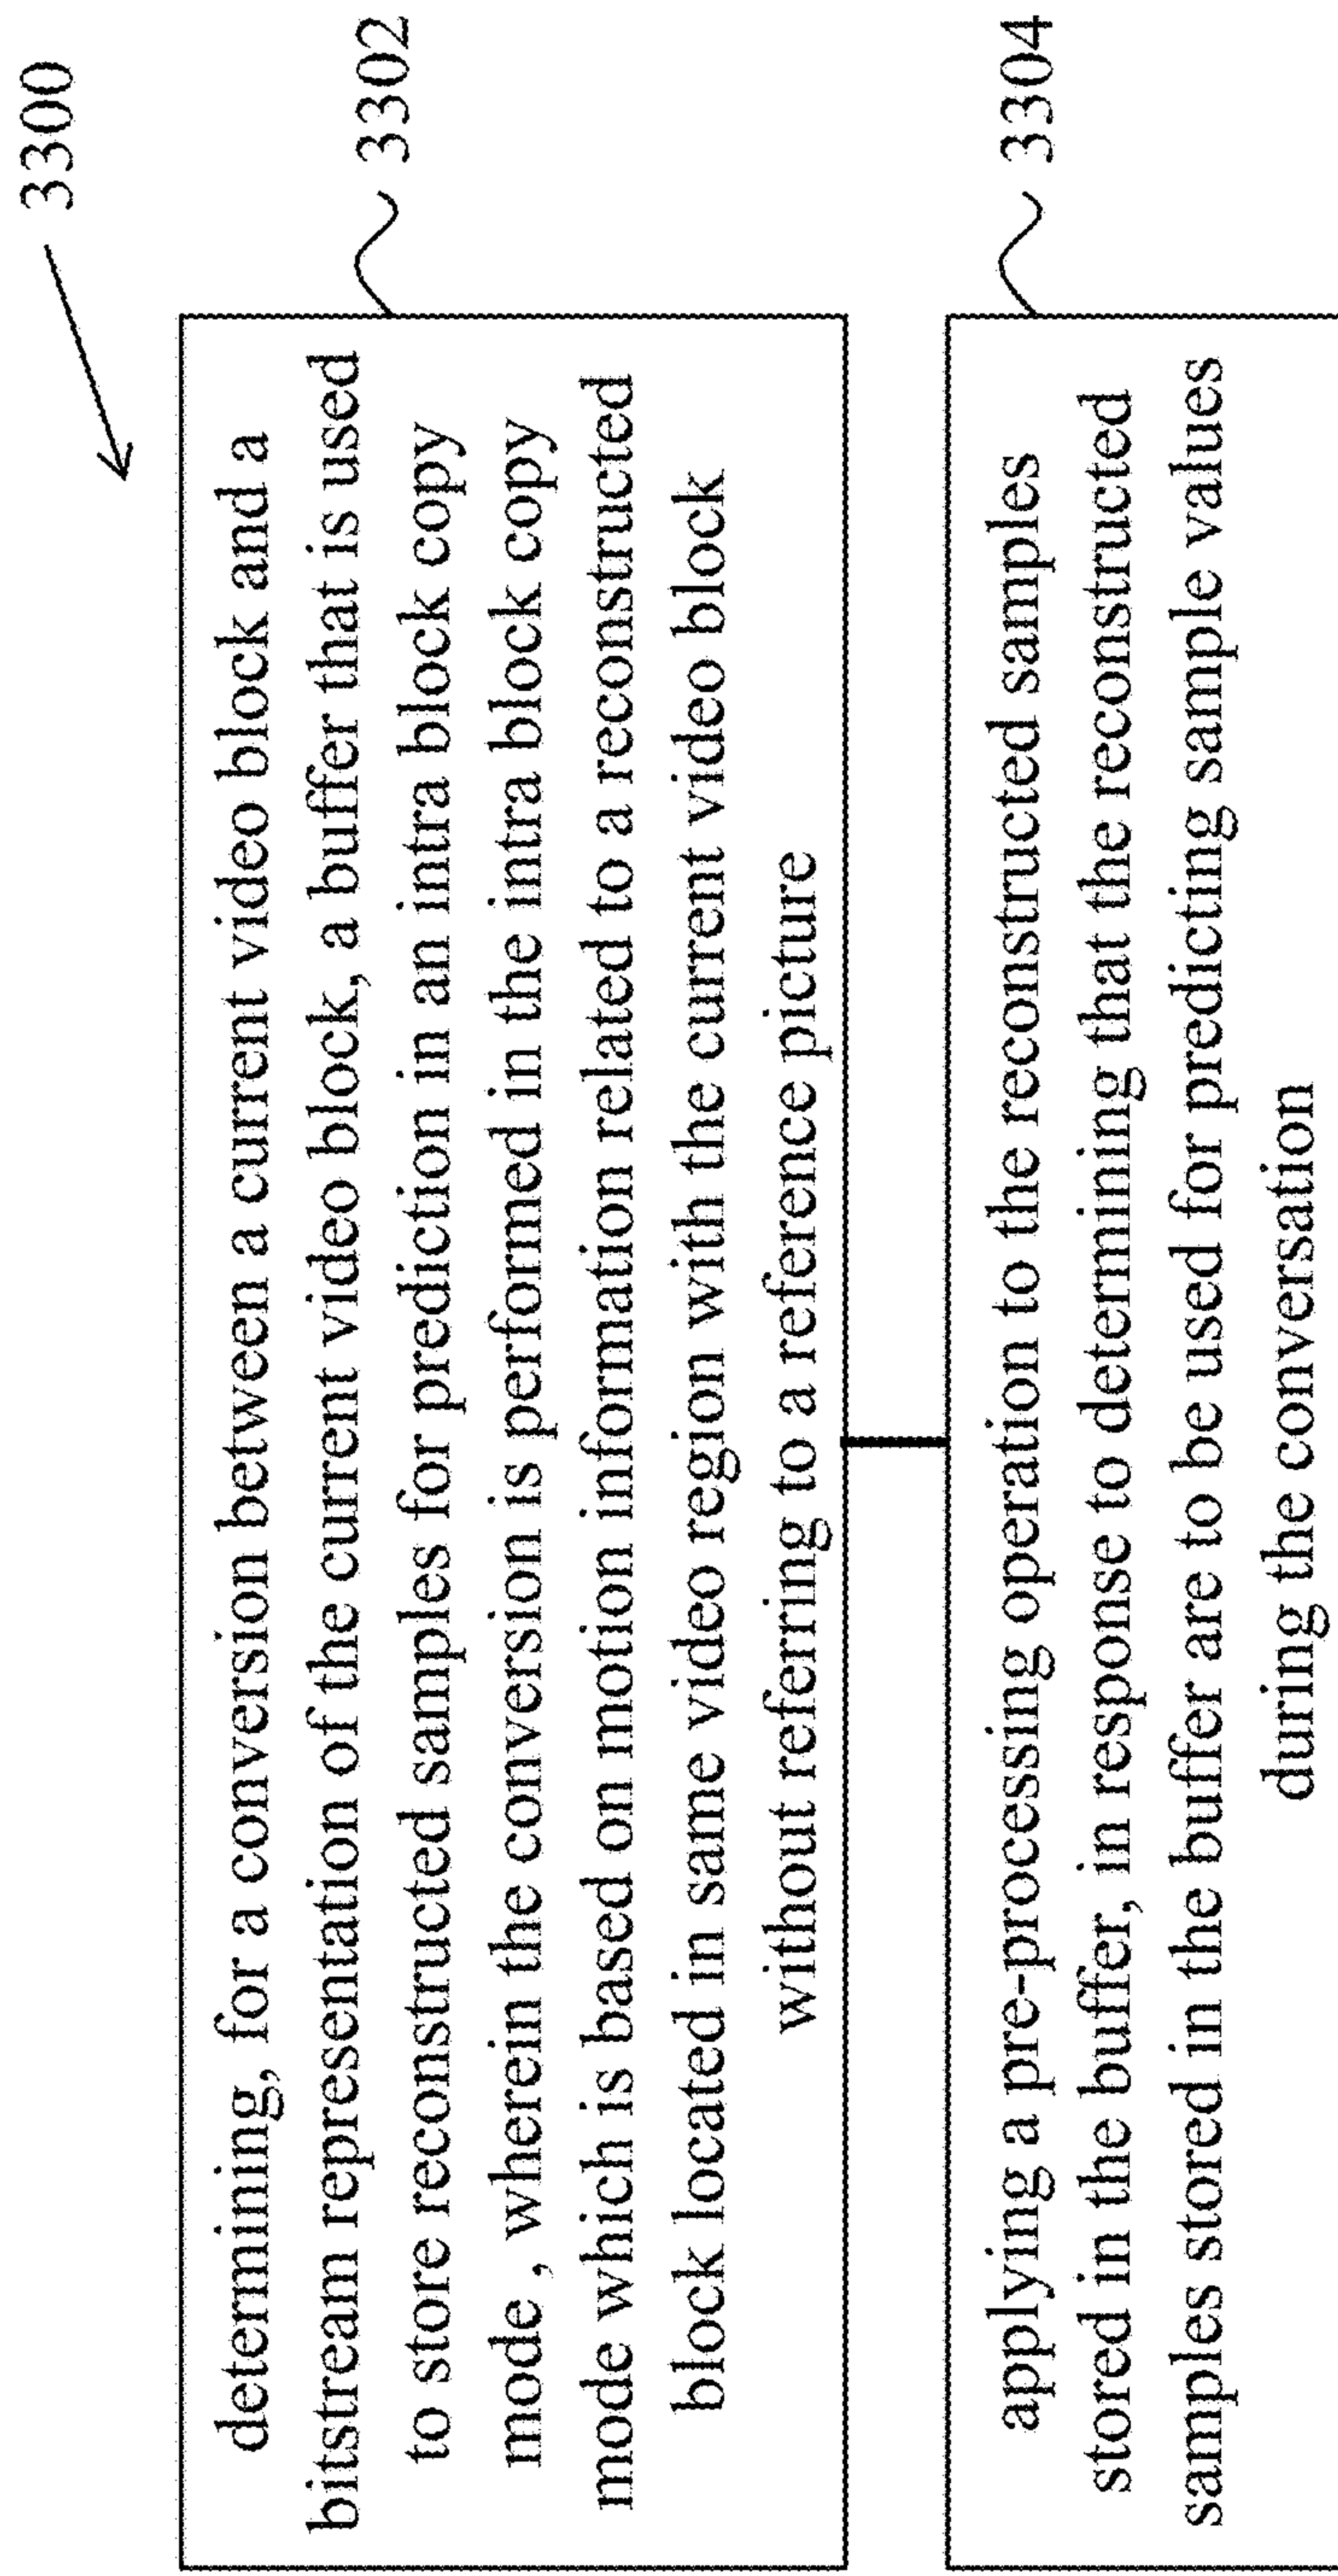 3300
determining, for a conversion between a current video block and a
bitstream representation of the current video block, a buffer that is used
to store reconstructed samples for prediction in an intra block copy
mode , wherein the conversion is performed in the intra block copy
mode which is based on motion information related to a reconstructed
block located in same video region with the current video block
without referring to a reference picture
3302
applying a pre-processing operation to the reconstructed samples
stored in the buffer, in response to determining that the reconstructed
samples stored in the buffer are to be used for predicting sample values
during the conversation
3304